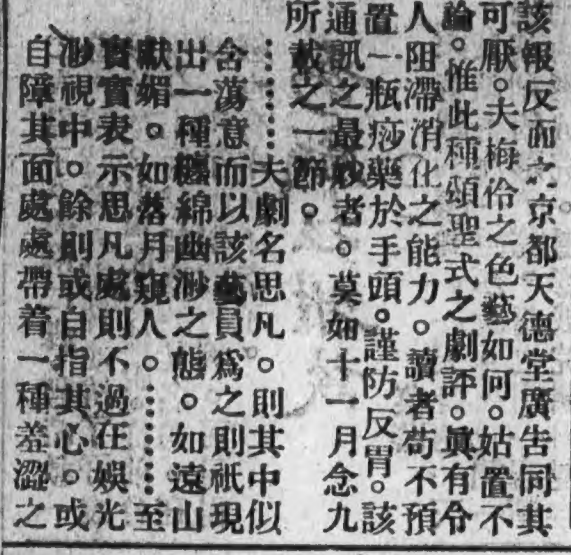 該報反面之京都天德堂廣告同其
可厭。夫梅伶之色藝如何。姑置不
論。惟此種頌聖式之劇評。眞有令
人阻滯消化之能力。讀者苟不預
置一瓶痧藥於手頭。謹防反胃。該
通訊之最妙者。莫如十一月念九
所載之一節。
………夫劇名思凡。則其中似
含蕩意而以該藝員爲之則祇現
出一種纏綿幽渺之態。如遠山
獻媚。如落月窺人。………至
實實表示思凡處則不過在娛光
渺視中。餘則或自指其心。或
自障其面處處帶着一種羞澀之